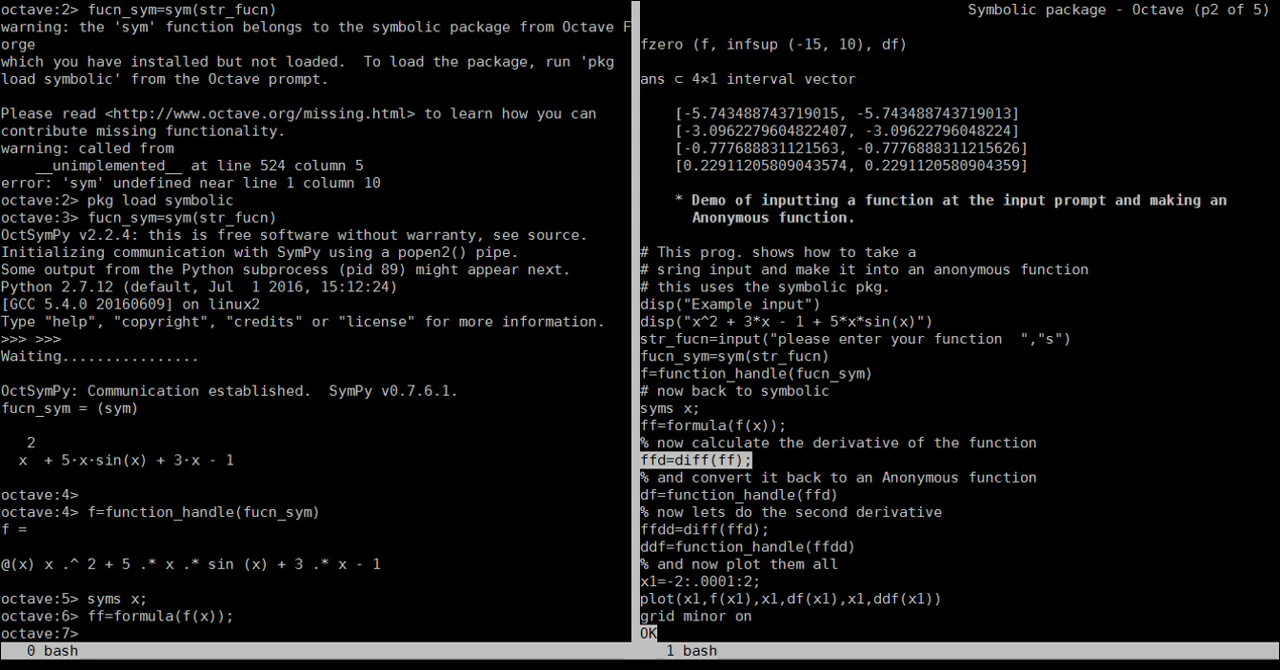 octave:2> fucn_sym=sym(str_fucn)
warning: the 'sym' function belongs to the symbolic package from Octave F
orge
which you have installed but not loaded.  To load the package, run 'pkg
load symbolic' from the Octave prompt.
Please read <http://www.octave.org/missing.html> to learn how you can
contribute missing functionality.
warning: called from
    __unimplemented__ at line 524 column 5
error: 'sym' undefined near line 1 column 10
octave:2> pkg load symbolic
octave:3> fucn_sym=sym(str_fucn)
OctSymPy v2.2.4: this is free software without warranty, see source.
Initializing communication with SymPy using a popen2() pipe.
Some output from the Python subprocess (pid 89) might appear next.
Python 2.7.12 (default, Jul  1 2016, 15:12:24)
[GCC 5.4.0 20160609] on linux2
Type "help", "copyright", "credits" or "license" for more information.
>>> >>>
Waiting................
OctSymPy: Communication established.  SymPy v0.7.6.1.
fucn_sym = (sym)
   2
  x  + 5·x·sin(x) + 3·x - 1
octave:4>
octave:4> f=function_handle(fucn_sym)
f =
@(x) x .^ 2 + 5 .* x .* sin (x) + 3 .* x - 1
octave:5> syms x;
octave:6> ff=formula(f(x));
octave:7>
0 bash
Symbolic package - Octave (p2 of 5)
fzero (f, infsup (-15, 10), df)
ans ⊂ 4×1 interval vector
    [-5.743488743719015, -5.743488743719013]
    [-3.0962279604822407, -3.09622796048224]
    [-0.777688831121563, -0.7776888311215626]
    [0.22911205809043574, 0.2291120580904359]
    * Demo of inputting a function at the input prompt and making an
      Anonymous function.
# This prog. shows how to take a
# sring input and make it into an anonymous function
# this uses the symbolic pkg.
disp("Example input")
disp("x^2 + 3*x - 1 + 5*x*sin(x)")
str_fucn=input("please enter your function  ","s")
fucn_sym=sym(str_fucn)
f=function_handle(fucn_sym)
# now back to symbolic
syms x;
ff=formula(f(x));
% now calculate the derivative of the function
ffd=diff(ff);
% and convert it back to an Anonymous function
df=function_handle(ffd)
% now lets do the second derivative
ffdd=diff(ffd);
ddf=function_handle(ffdd)
% and now plot them all
x1=-2:.0001:2;
plot(x1,f(x1),x1,df(x1),x1,ddf(x1))
grid minor on
OK
1 bash